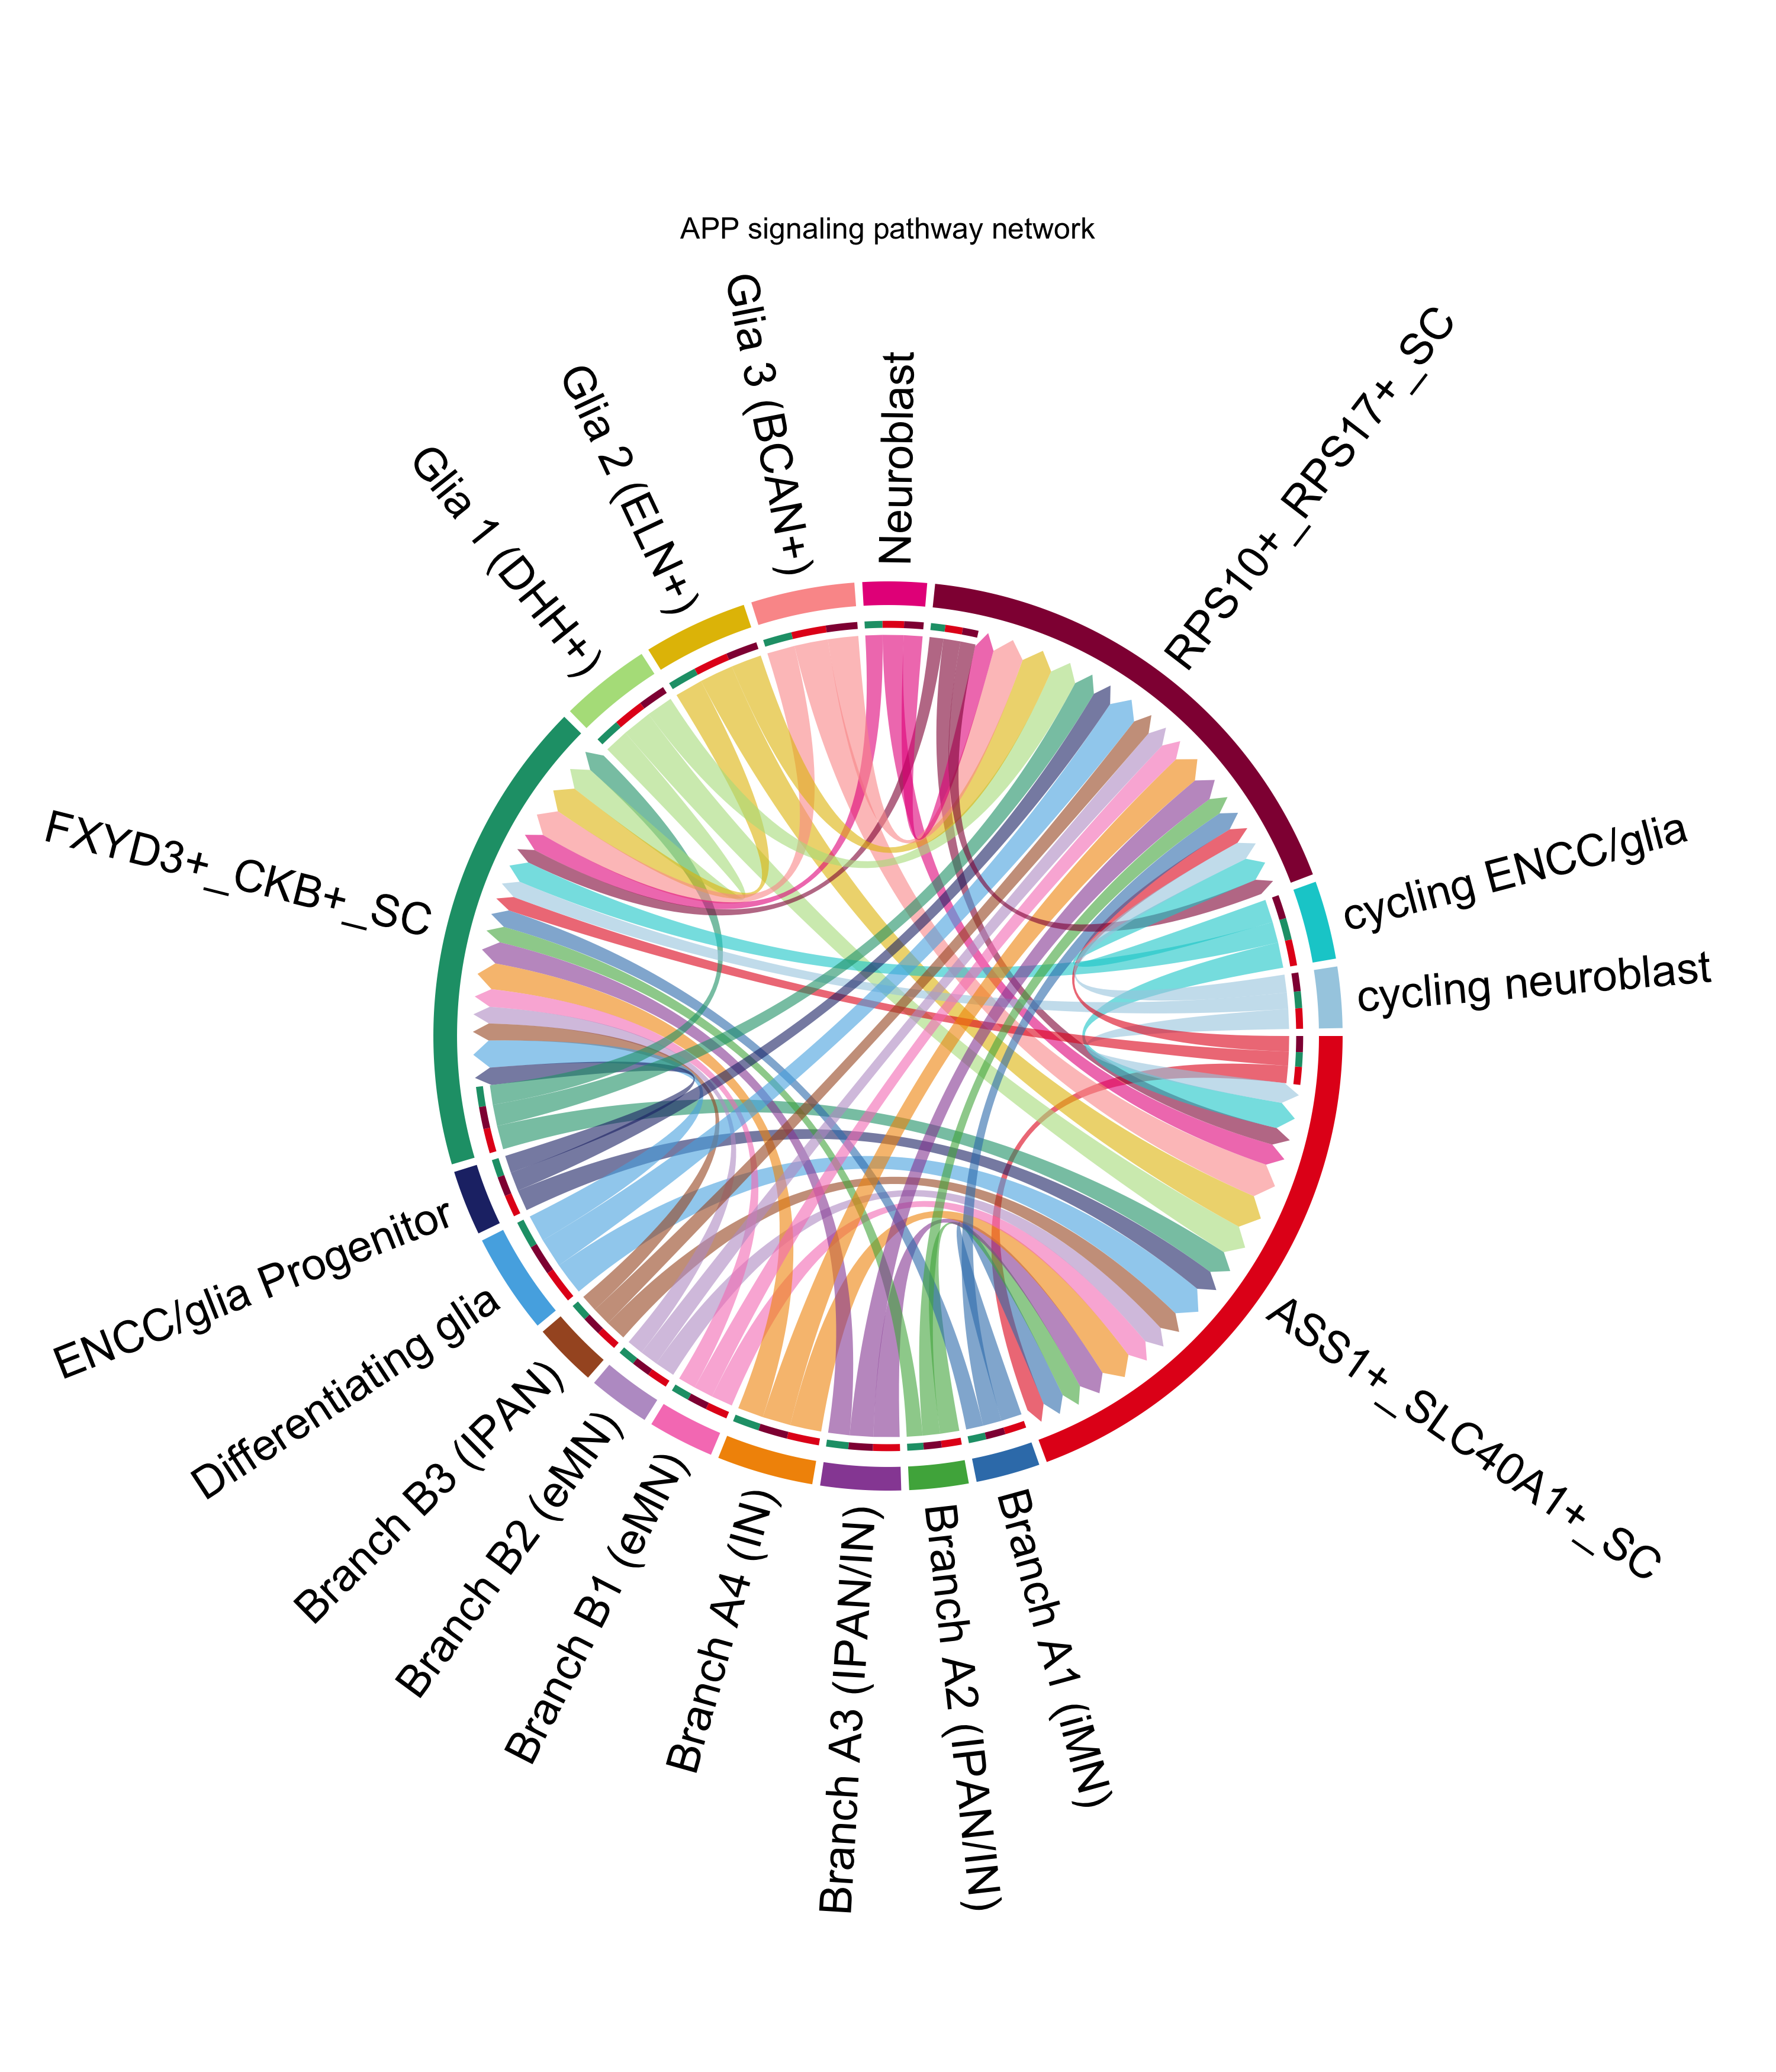 APP signaling pathway network
Glia 3 (BCAN+)
Neuroblast
RPS10+_RPS17+_SC
Glia 2 (ELN+)
Glia 1 (DHH+)
cycling ENCC/glia
FXYD3+_CKB+_SC
cycling neuroblast
ENCC/glia Progenitor
ASS1+_SLC40A1+_SC
Differentiating glia
Branch B3 (IPAN)
Branch B2 (eMN)
Branch B1 (eMN)
Branch A4 (IN)
Branch A3 (IPAN/IN)
Branch A2 (IPAN/IN)
Branch A1 (iMN)